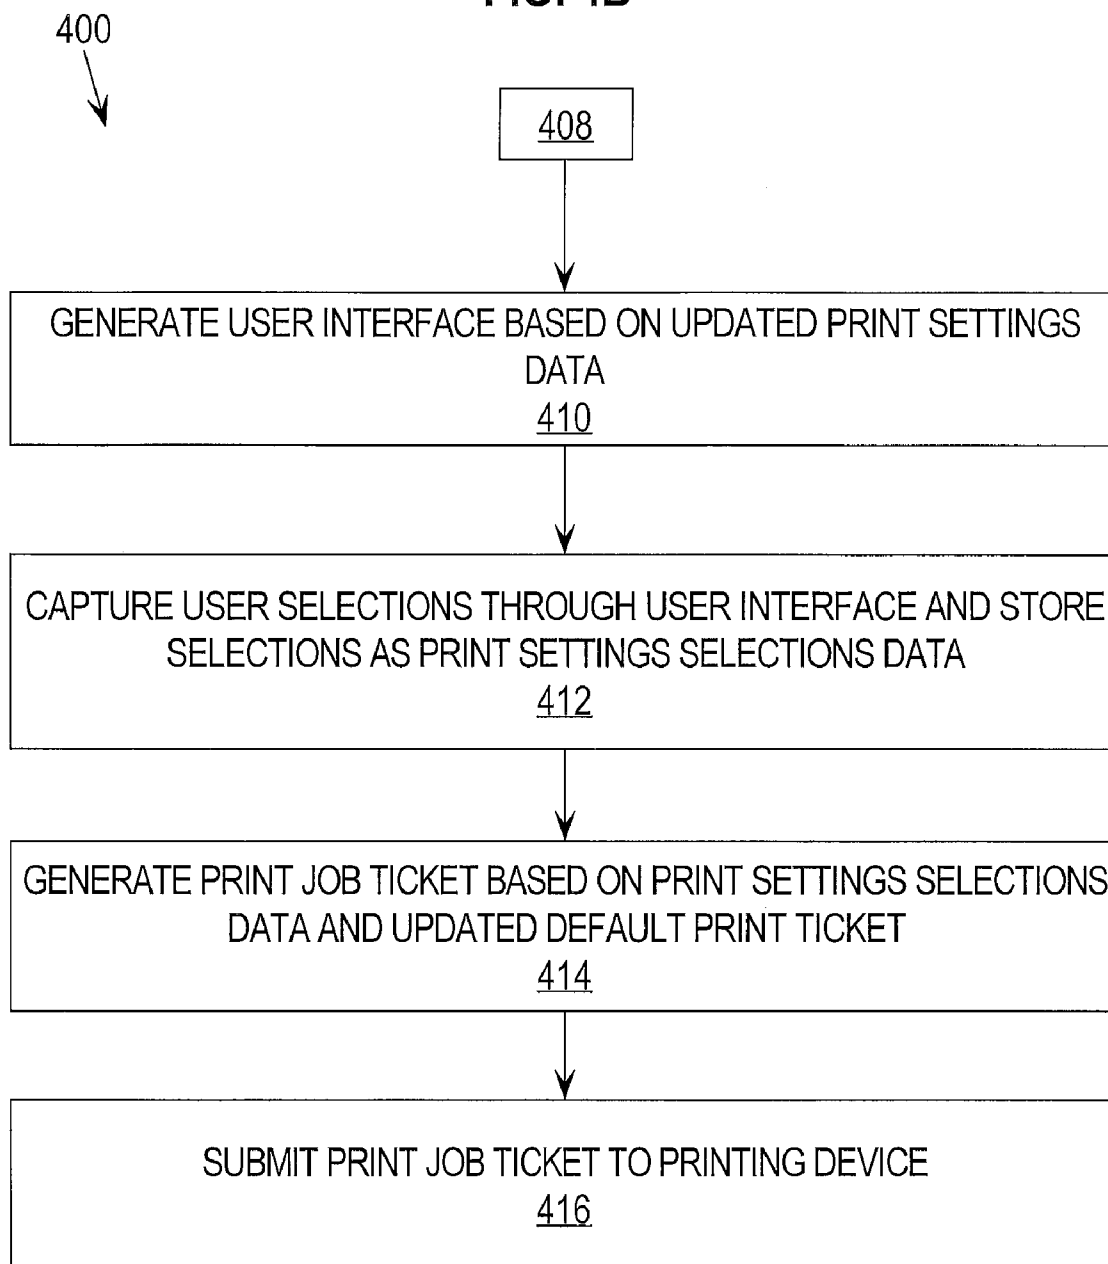 400
408
GENERATE USER INTERFACE BASED ON UPDATED PRINT SETTINGS
DATA
410
CAPTURE USER SELECTIONS THROUGH USER INTERFACE AND STORE
SELECTIONS AS PRINT SETTINGS SELECTIONS DATA
412
GENERATE PRINT JOB TICKET BASED ON PRINT SETTINGS SELECTIONS
DATA AND UPDATED DEFAULT PRINT TICKET
414
SUBMIT PRINT JOB TICKET TO PRINTING DEVICE
416